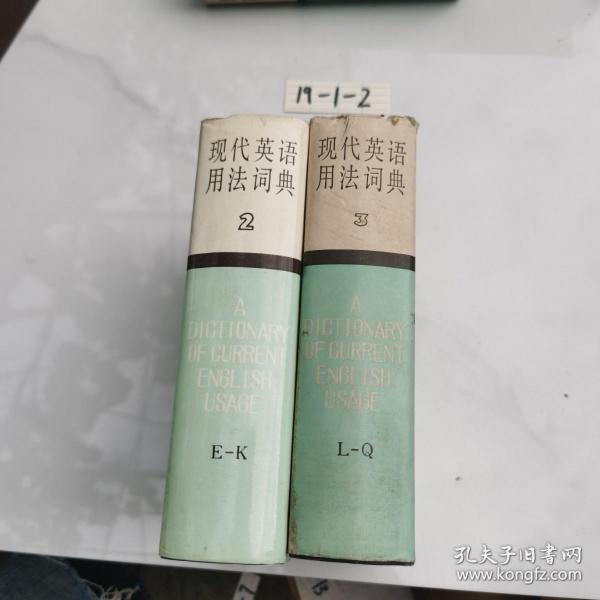 19-1-2
现代英语
用法词典
2
A
DICTIONARY
OF CURRENT
ENGLISH
USAGE
E-K
现代英语
用法词典
3
A
DICTIONARY
OF CURRENT
ENGLISH
USAGE
L-Q
孔夫子旧书网
www.kongfz.com